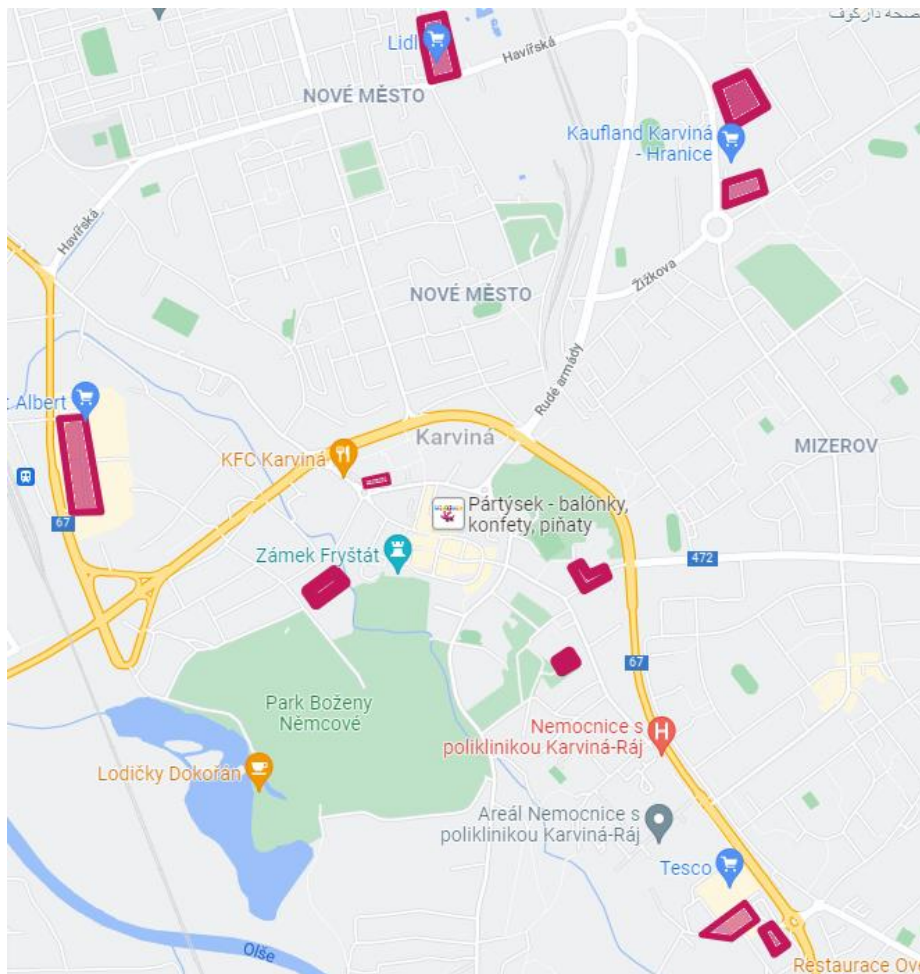 صحه دارکوف
Lidl
Havířská
NOVÉ MĚSTO
Kaufland Karviná
- Hranice
Havířská
Žižkova
NOVÉ MĚSTO
Rudé armády
Albert
Karviná
MIZEROV
KFC Karviná
Pártýsek - balónky,
konfety, piňaty
67
Zámek Fryštát
472
67
Park Boženy
Němcové
Nemocnice s
poliklinikou Karviná-Ráj
H
Lodičky Dokořán
Areál Nemocnice s
poliklinikou Karviná-Ráj
Tesco
Olše
Restaurace Ov